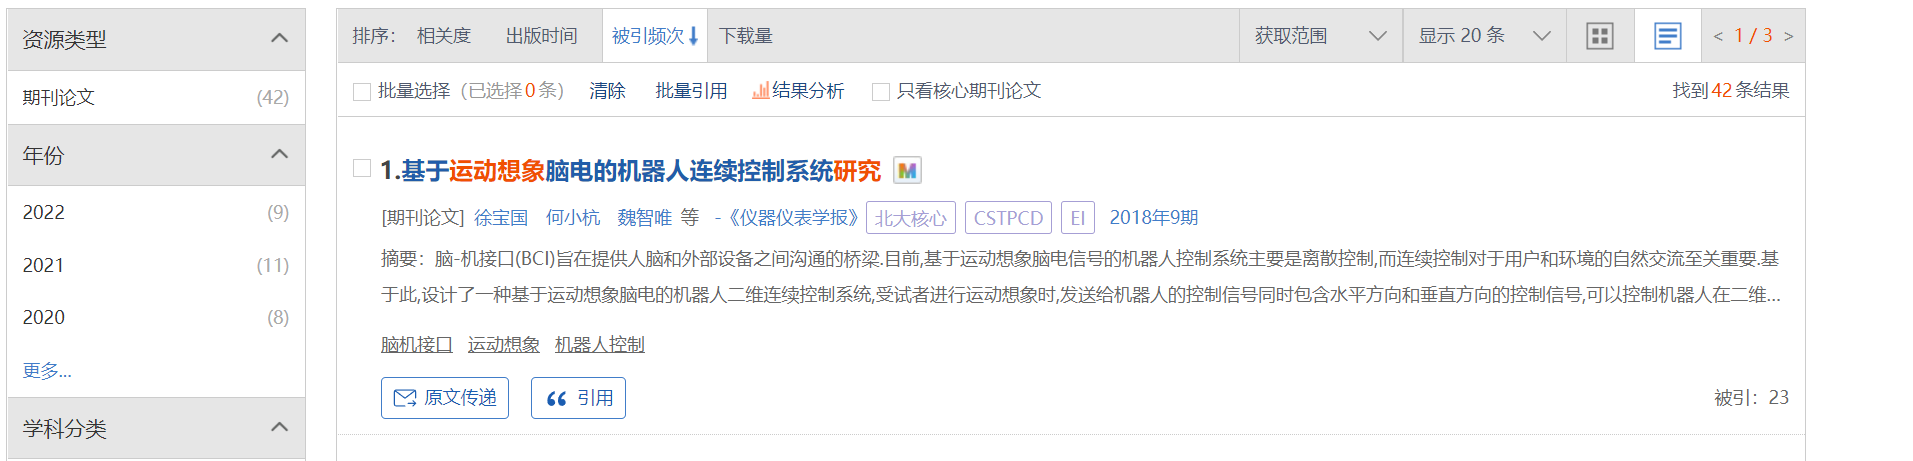 资源类型
期刊论文 (42)
年份
2022 (9)
2021 (11)
2020 (8)
更多...
学科分类
排序： 相关度 出版时间 被引频次 下载量 获取范围 显示 20 条 < 1 / 3 >
批量选择 （已选择 0 条） 清除 批量引用 结果分析 只看核心期刊论文 找到 42 条结果
1.基于运动想象脑电的机器人连续控制系统研究 M
[期刊论文] 徐宝国 何小杭 魏智唯 等 -《仪器仪表学报》 北大核心 CSTPCD EI 2018年9期
摘要：脑-机接口(BCI)旨在提供人脑和外部设备之间沟通的桥梁.目前,基于运动想象脑电信号的机器人控制系统主要是离散控制,而连续控制对于用户和环境的自然交流至关重要.基
于此,设计了一种基于运动想象脑电的机器人二维连续控制系统,受试者进行运动想象时,发送给机器人的控制信号同时包含水平方向和垂直方向的控制信号,可以控制机器人在二维...
脑机接口 运动想象 机器人控制
原文传递 引用 被引：23